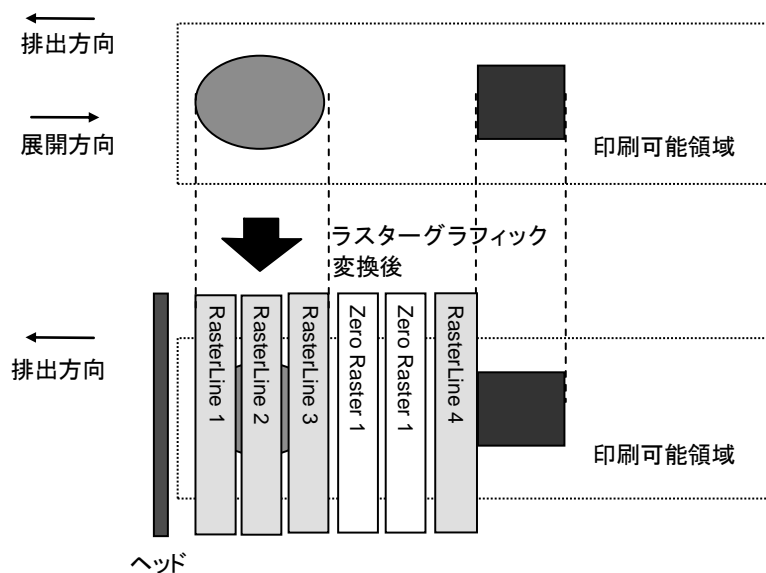 排出方向
展開方向
印刷可能領域
ラスターグラフィック
変換後
排出方向
RasterLine 1
RasterLine 2
RasterLine 3
Zero Raster 1
Zero Raster 1
RasterLine 4
印刷可能領域
ヘッド